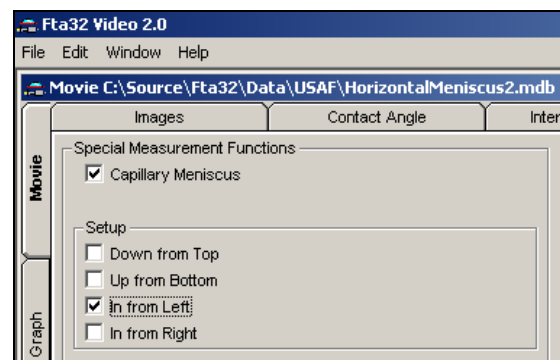 Fta32 Video 2.0
File Edit Window Help
Movie C:\Source\Fta32\Data\USAF\HorizontalMeniscus2.mdb
Images Contact Angle Inter
Movie
Graph
Special Measurement Functions
Capillary Meniscus
Setup
Down from Top
Up from Bottom
In from Left
In from Right